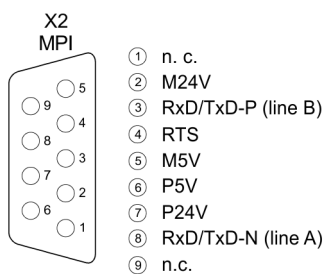 X2
MPI
5
9
4
8
3
7
2
6
1
1 n. c.
2 M24V
3 RxD/TxD-P (line B)
4 RTS
5 M5V
6 P5V
7 P24V
8 RxD/TxD-N (line A)
9 n.c.